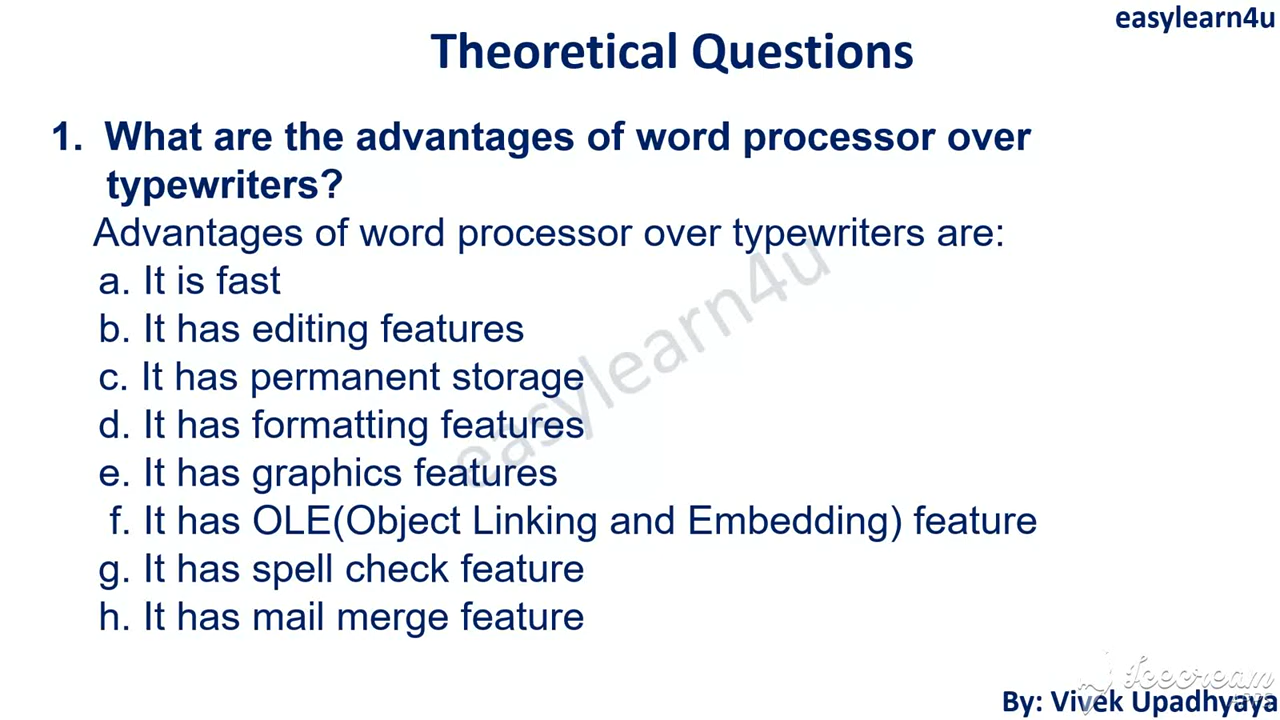 easylearn4u
Theoretical Questions
1. What are the advantages of word processor over
typewriters?
Advantages of word processor over typewriters are:
a. It is fast
b. It has editing features
c. It has permanent storage
d. It has formatting features
e. It has graphics features
f. It has OLE(Object Linking and Embedding) feature
g. It has spell check feature
h. It has mail merge feature
easylearn4u
Icecream
APPS
By: Vivek Upadhyaya